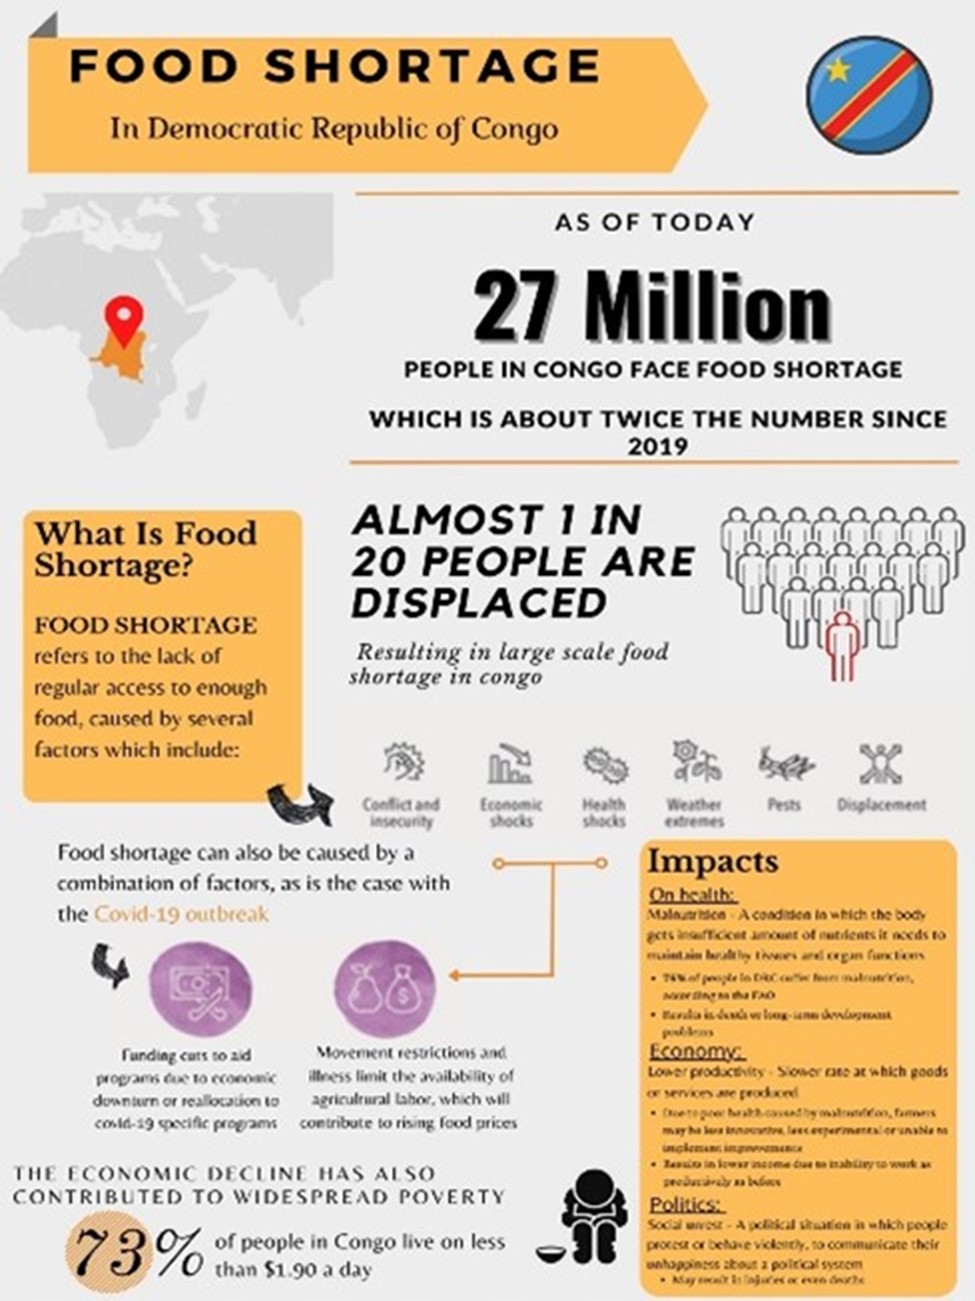 FOOD SHORTAGE
In Democratic Republic of Congo
AS OF TODAY
27 Million
PEOPLE IN CONGO FACE FOOD SHORTAGE
WHICH IS ABOUT TWICE THE NUMBER SINCE
2019
What Is Food
Shortage?
FOOD SHORTAGE
refers to the lack of
regular access to enough
food, caused by several
factors which include:
ALMOST 1 IN
20 PEOPLE ARE
DISPLACED
Resulting in large scale food
shortage in congo
Conflict and
insecurity
Economic
shocks
Health
shocks
Weather
extremes
Pests
Displacement
Food shortage can also be caused by a
combination of factors, as is the case with
the Covid-19 outbreak
Funding cuts to aid
programs due to economic
downturn or reallocation to
covid-19 specific programs
Movement restrictions and
illness limit the availability of
agricultural labor, which will
contribute to rising food prices
THE ECONOMIC DECLINE HAS ALSO
CONTRIBUTED TO WIDESPREAD POVERTY
73% of people in Congo live on less
than $1.90 a day
Impacts
On health:
Malnutrition - A condition in which the body
gets insufficient amount of nutrients it needs to
maintain healthy tissues and organ functions
• of people in DRC suffer from malnutrition,
according to the FAO
• Results in death or long-term development
problems
Economy:
Lower productivity - Slower rate at which goods
or services are produced
• Due to poor health caused by malnutrition, farmers
may be less innovative, less experimental or unable to
implement improvements
• Results in lower income due to inability to work as
productively as before
Politics:
Social unrest - A political situation in which people
protest or behave violently, to communicate their
unhappiness about a political system
• May result in injuries or even deaths